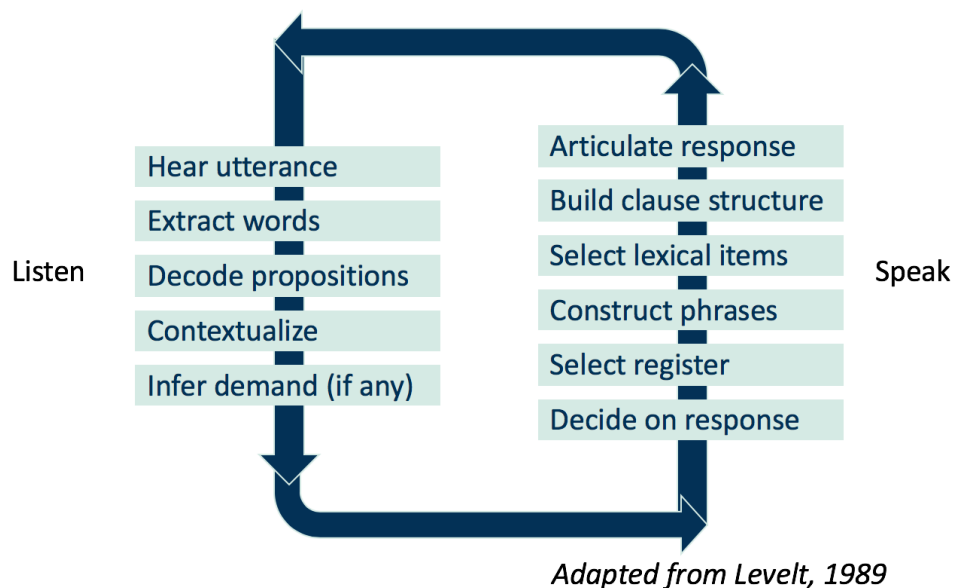 Listen
Hear utterance
Extract words
Decode propositions
Contextualize
Infer demand (if any)
Articulate response
Build clause structure
Select lexical items
Construct phrases
Select register
Decide on response
Speak
Adapted from Levelt, 1989